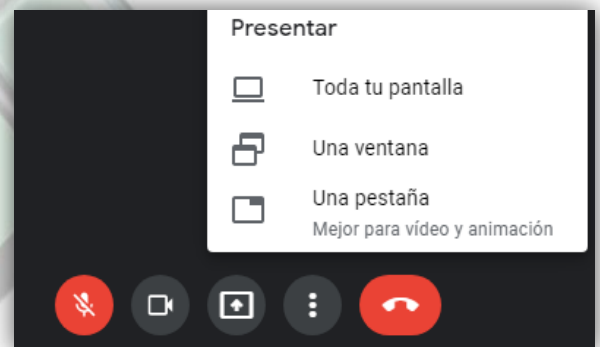 Presentar
Toda tu pantalla
Una ventana
Una pestaña
Mejor para vídeo y animación